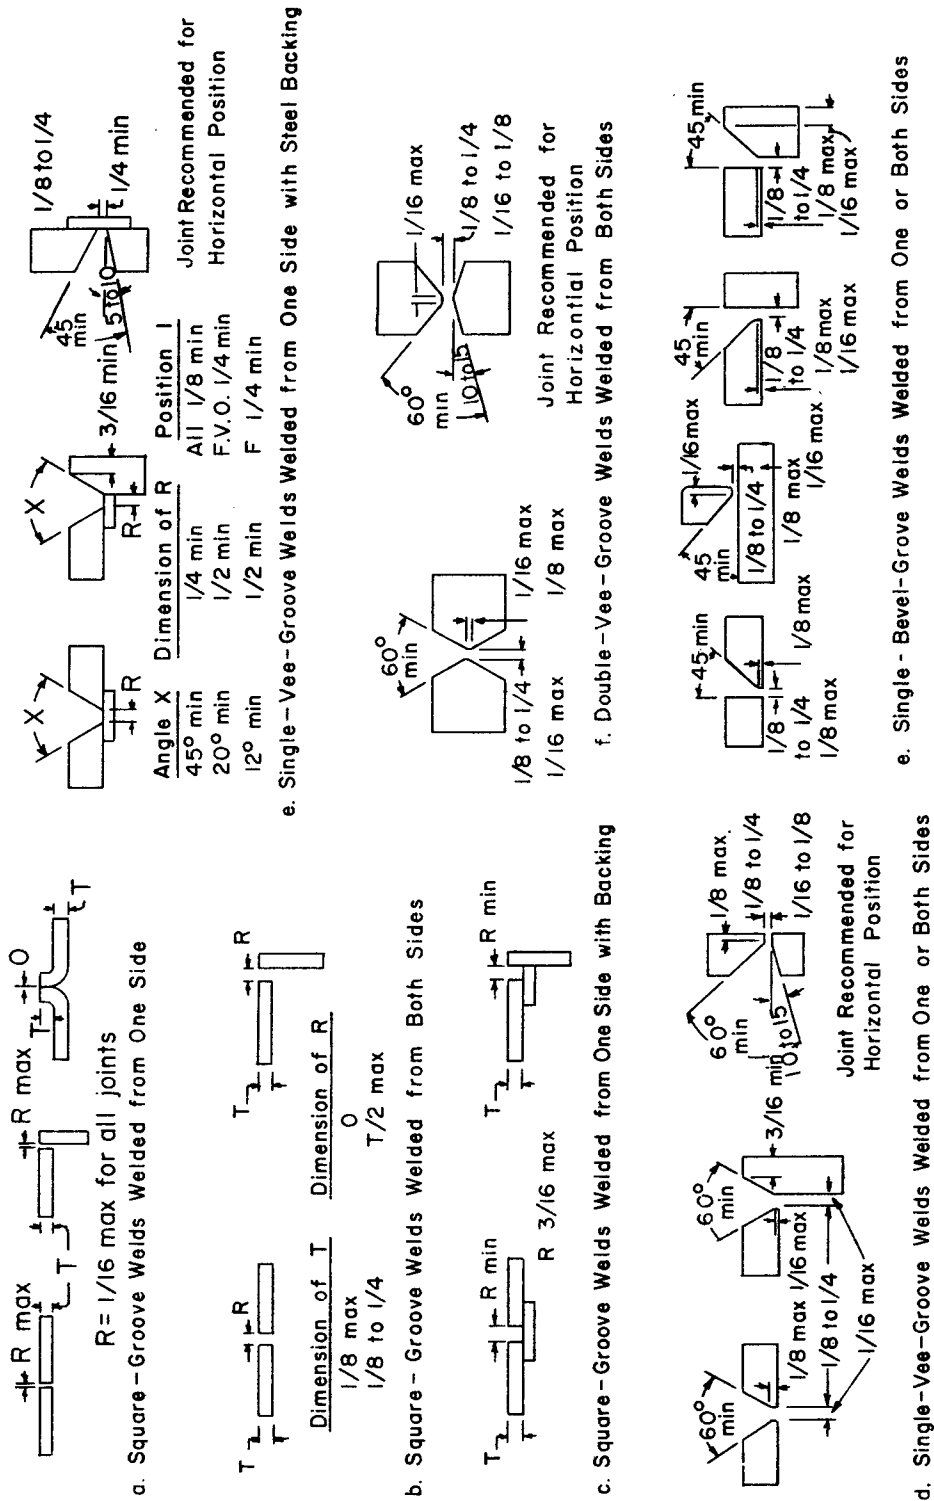 R max
T
R max
T
T
O
T
R = 1/16 max for all joints
a. Square-Groove Welds Welded from One Side
T
R
T
R
Dimension of T
Dimension of R
1/8 max
O
1/8 to 1/4
T/2 max
b. Square-Groove Welds Welded from Both Sides
T
R min
R 3/16 max
T
R min
c. Square-Groove Welds Welded from One Side with Backing
60°
min
1/8 max
1/8 to 1/4
1/16 max
60°
min
1/16 max
3/16 min
60°
min
10 to 15
1/8 max.
1/8 to 1/4
1/16 to 1/8
Joint Recommended for
Horizontal Position
d. Single-Vee-Groove Welds Welded from One or Both Sides
X
R
X
R
3/16 min
45
min
5 to 10
1/8 to 1/4
1/4 min
Angle X Dimension of R Position I
45° min 1/4 min All 1/8 min
20° min 1/2 min F.V.O. 1/4 min
12° min 1/2 min F 1/4 min
Joint Recommended for
Horizontal Position
e. Single-Vee-Groove Welds Welded from One Side with Steel Backing
60°
min
1/8 to 1/4
1/16 max
1/16 max
1/8 max
60°
min
10 to 15
1/16 max
1/8 to 1/4
1/16 to 1/8
Joint Recommended for
Horizontial Position
f. Double-Vee-Groove Welds Welded from Both Sides
45 min
1/8
to 1/4
1/8 max
1/8 max
45
min
1/16 max
1/8 to 1/4
1/8 max
1/16 max
45
min
1/8
to 1/4
1/8 max
1/16 max
45 min
1/8
to 1/4
1/8 max
1/16 max
e. Single-Bevel-Grove Welds Welded from One or Both Sides